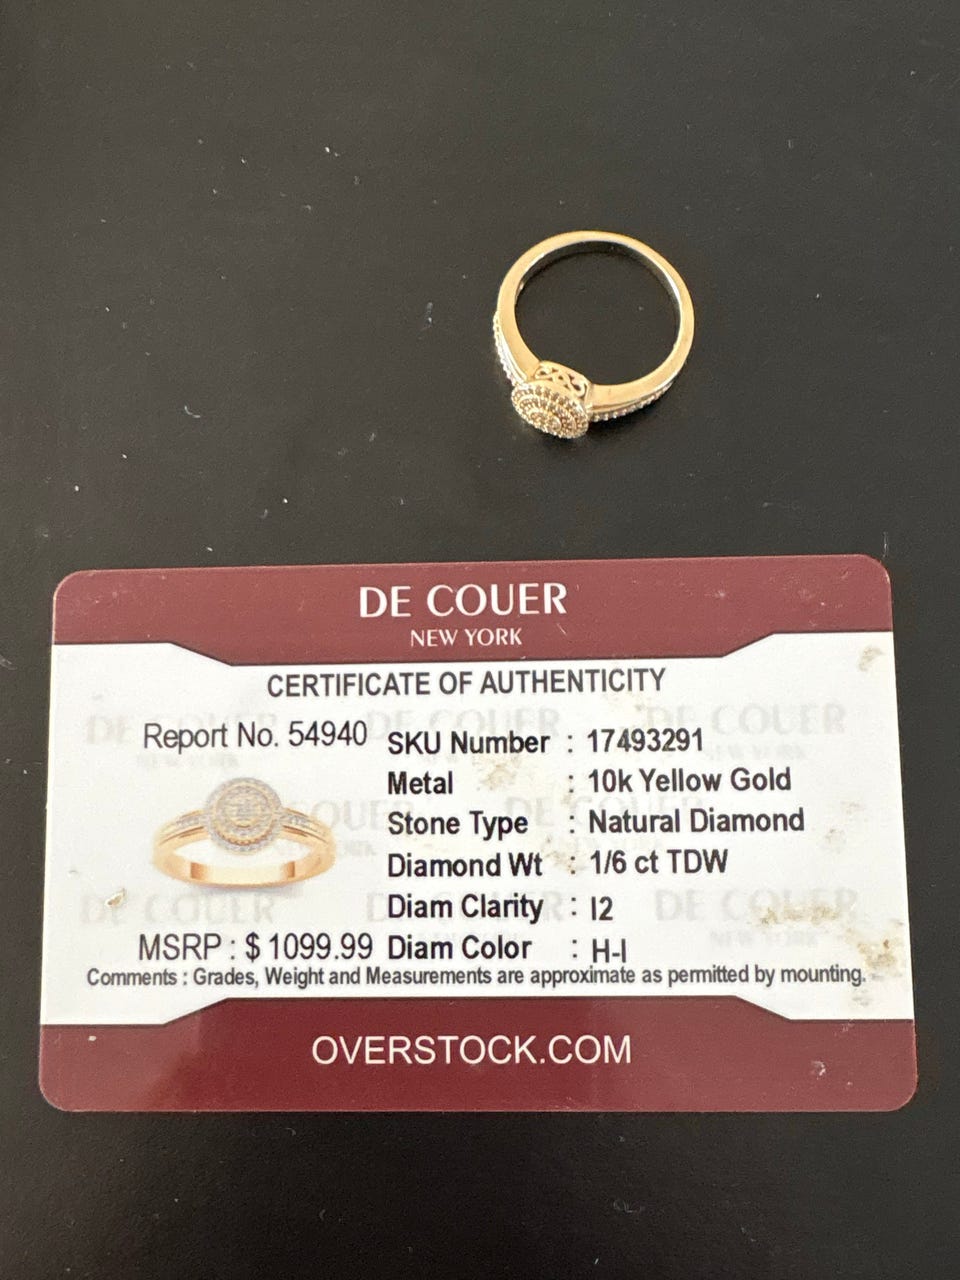 DE COUER
NEW YORK
CERTIFICATE OF AUTHENTICITY
Report No. 54940
SKU Number : 17493291
Metal : 10k Yellow Gold
Stone Type : Natural Diamond
Diamond Wt : 1/6 ct TDW
Diam Clarity : I2
MSRP : $ 1099.99 Diam Color : H-I
Comments : Grades, Weight and Measurements are approximate as permitted by mounting.
OVERSTOCK.COM